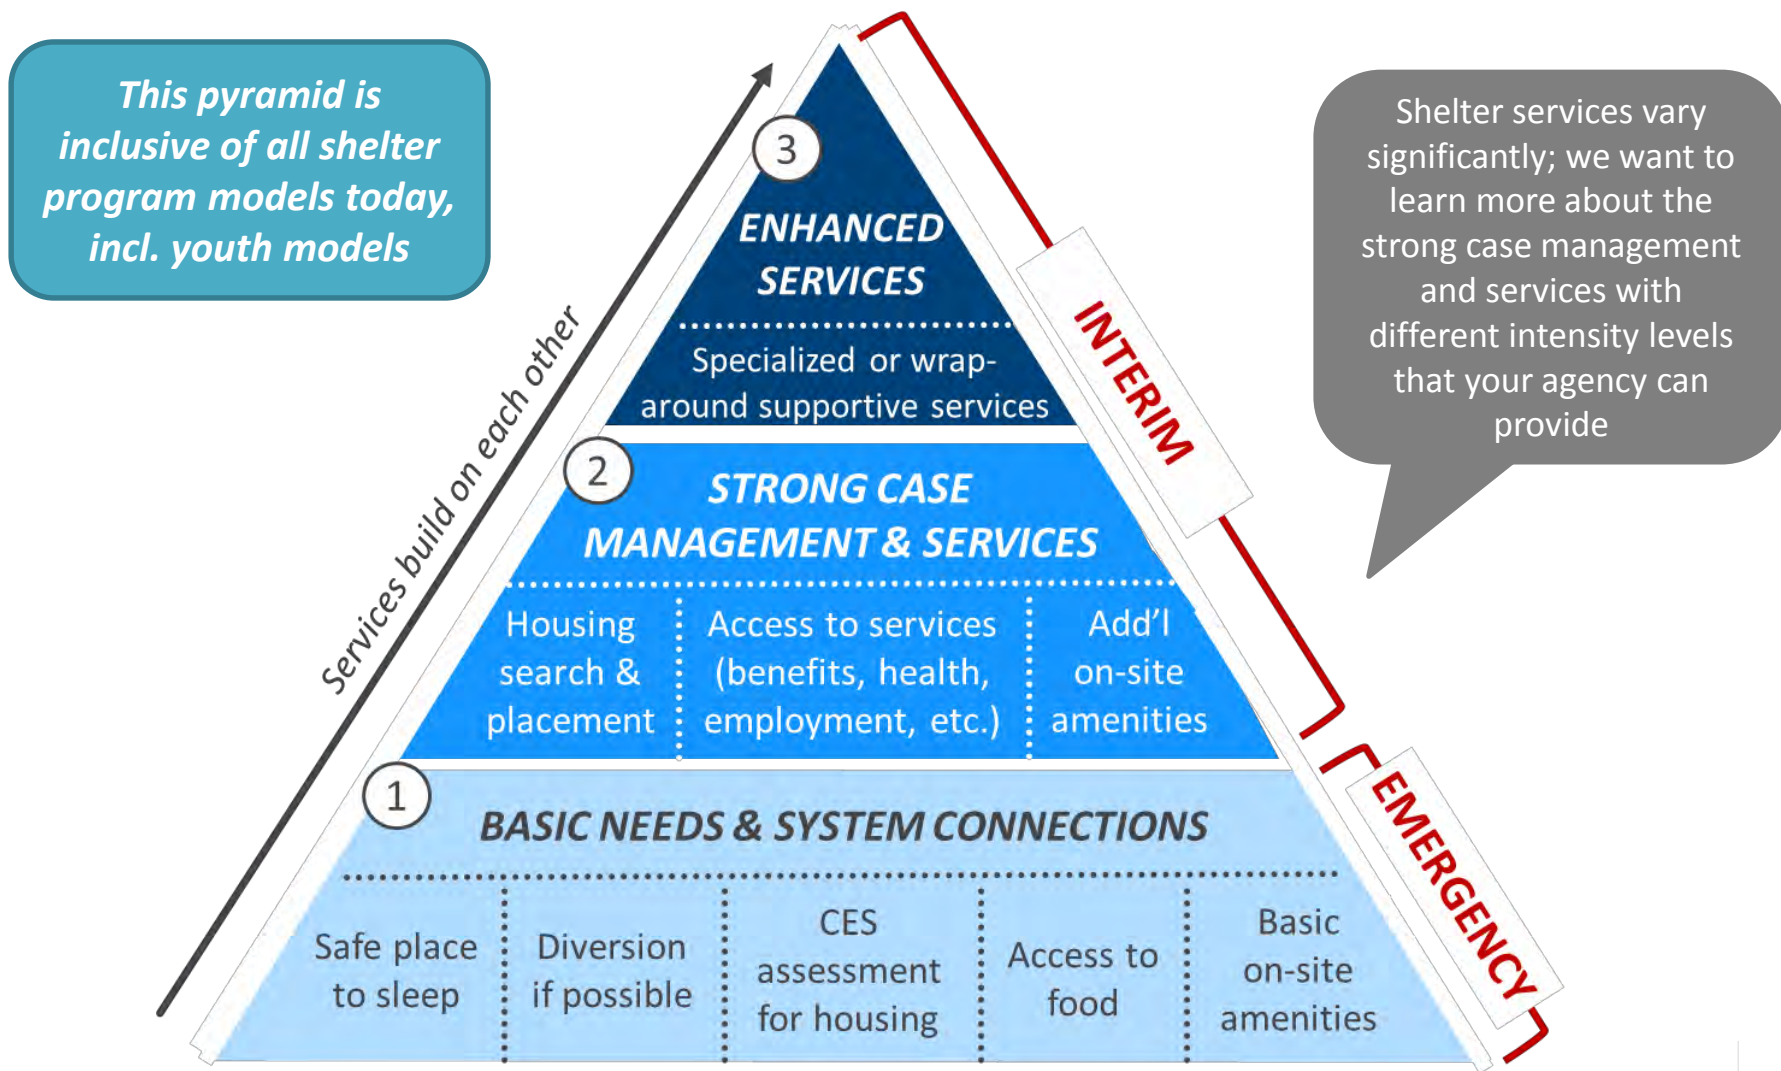 This pyramid is
inclusive of all shelter
program models today,
incl. youth models
Shelter services vary
significantly; we want to
learn more about the
strong case management
and services with
different intensity levels
that your agency can
provide
Services build on each other
3
ENHANCED
SERVICES
Specialized or wrap-
around supportive services
INTERIM
2
STRONG CASE
MANAGEMENT & SERVICES
Housing
search &
placement
Access to services
(benefits, health,
employment, etc.)
Add’l
on-site
amenities
1
BASIC NEEDS & SYSTEM CONNECTIONS
Safe place
to sleep
Diversion
if possible
CES
assessment
for housing
Access to
food
Basic
on-site
amenities
EMERGENCY